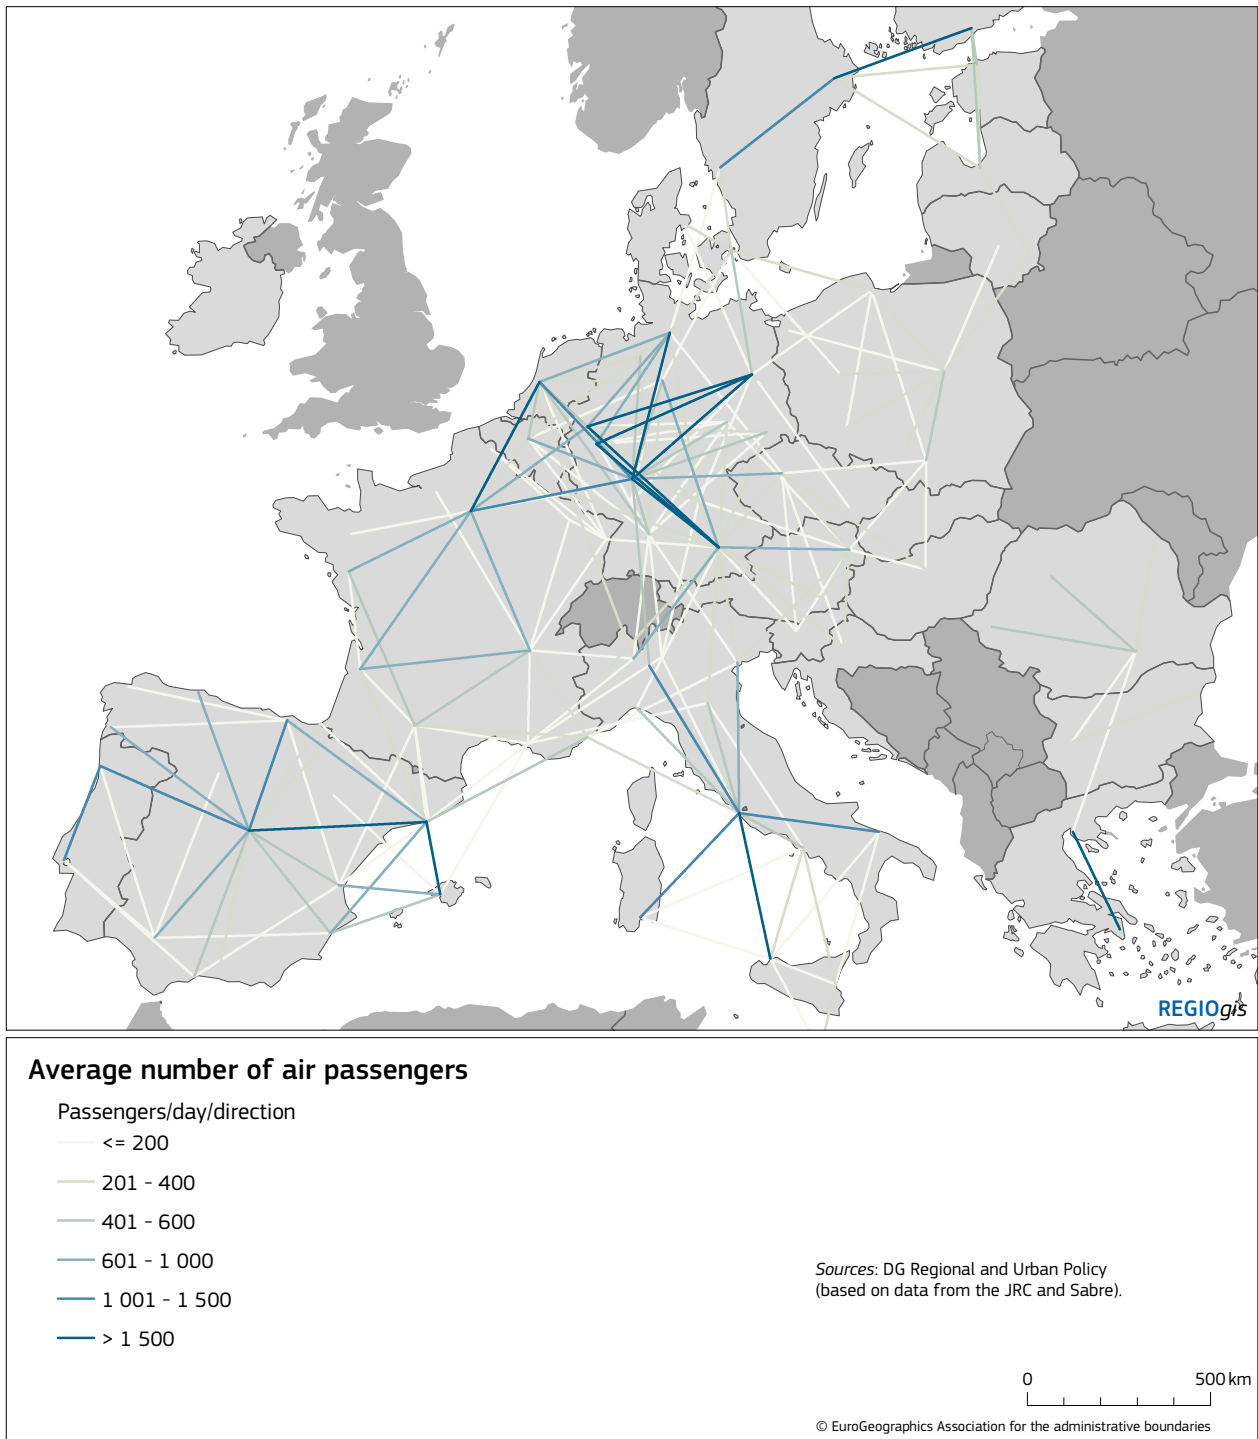 REGIOgis
Average number of air passengers
Passengers/day/direction
<= 200
201 - 400
401 - 600
601 - 1 000
1 001 - 1 500
> 1 500
Sources: DG Regional and Urban Policy
(based on data from the JRC and Sabre).
0 500 km
© EuroGeographics Association for the administrative boundaries